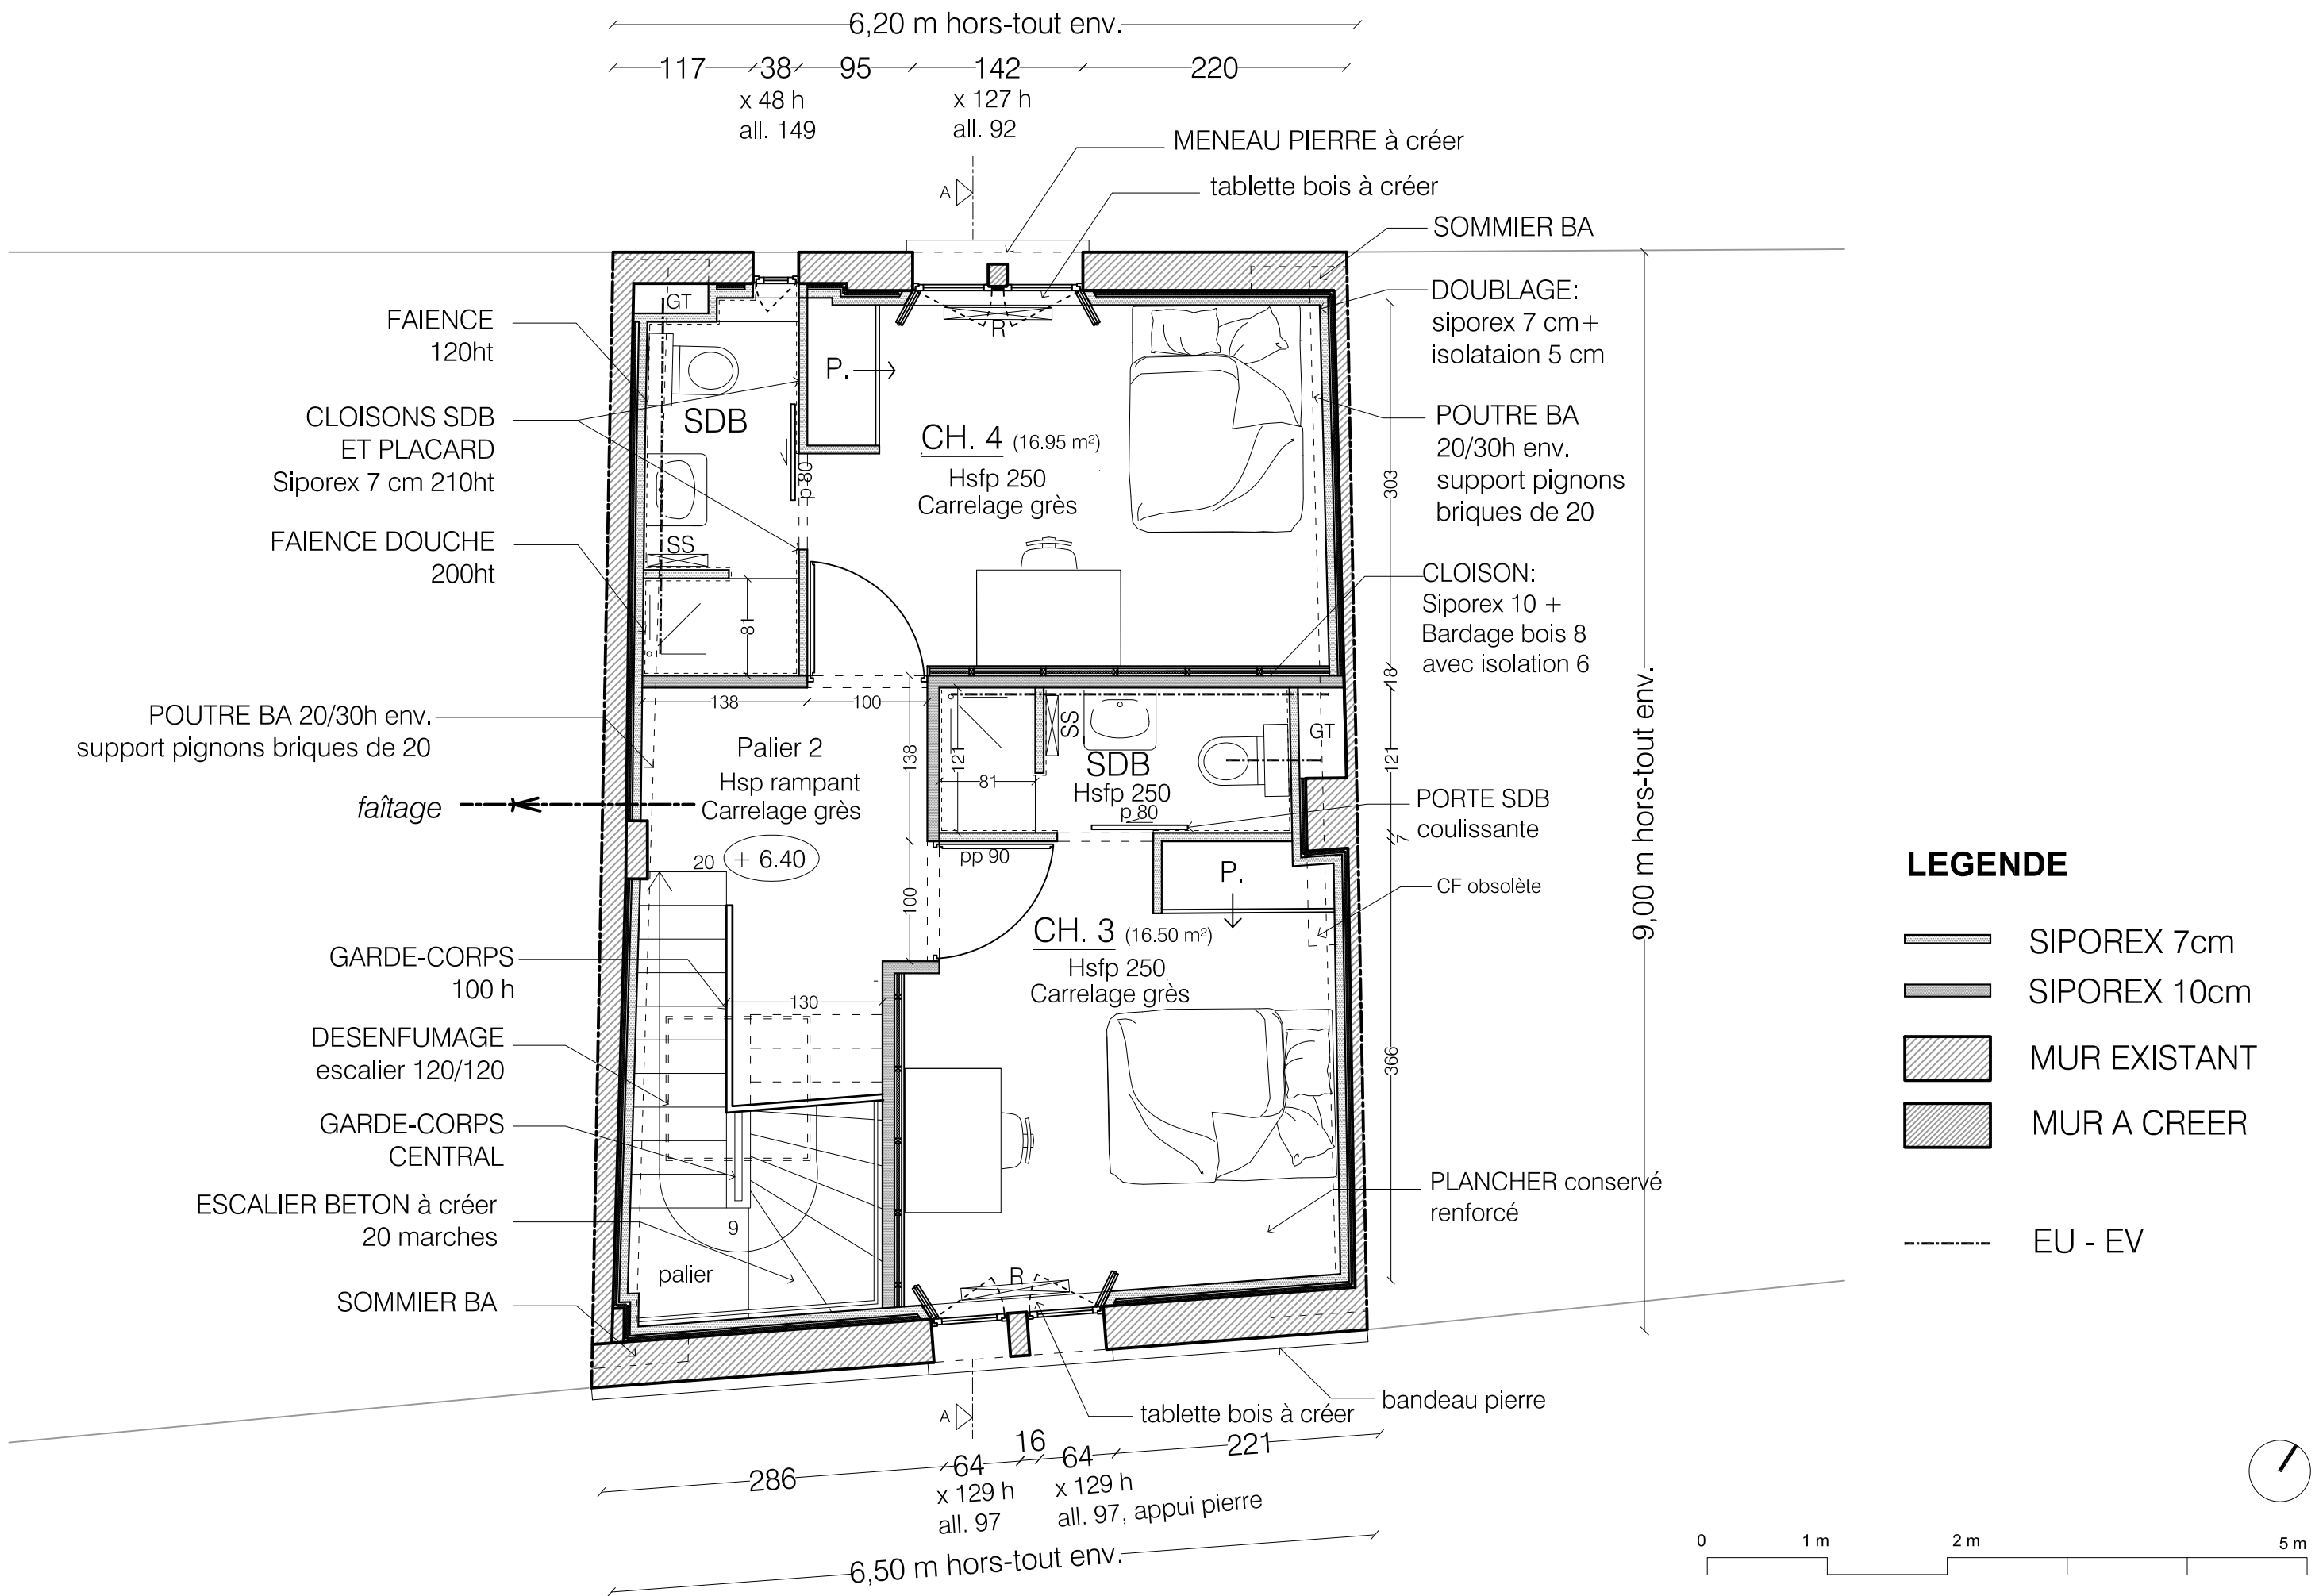 6,20 m hors-tout env.
117 38 95 142 220
x 48 h
all. 149
x 127 h
all. 92
MENEAU PIERRE à créer
tablette bois à créer
A
SOMMIER BA
GT
R
FAIENCE
120ht
CLOISONS SDB
ET PLACARD
Siporex 7 cm 210ht
FAIENCE DOUCHE
200ht
SDB
P.
p 80
SS
81
CH. 4 (16.95 m²)
Hsfp 250
Carrelage grès
DOUBLAGE:
siporex 7 cm+
isolataion 5 cm
POUTRE BA
20/30h env.
support pignons
briques de 20
303
CLOISON:
Siporex 10 +
Bardage bois 8
avec isolation 6
18
9,00 m hors-tout env.
POUTRE BA 20/30h env.
support pignons briques de 20
138
100
Palier 2
Hsp rampant
Carrelage grès
faîtage
20
+ 6.40
138
121
81
SS
SDB
Hsfp 250
p 80
GT
121
PORTE SDB
coulissante
7
pp 90
P.
100
CF obsolète
CH. 3 (16.50 m²)
Hsfp 250
Carrelage grès
GARDE-CORPS
100 h
130
DESENFUMAGE
escalier 120/120
366
GARDE-CORPS
CENTRAL
ESCALIER BETON à créer
20 marches
9
palier
SOMMIER BA
PLANCHER conservé
renforcé
R
A
tablette bois à créer
bandeau pierre
286 64 16 64 221
x 129 h
all. 97
x 129 h
all. 97, appui pierre
6,50 m hors-tout env.
LEGENDE
SIPOREX 7cm
SIPOREX 10cm
MUR EXISTANT
MUR A CREER
EU - EV
0 1 m 2 m 5 m